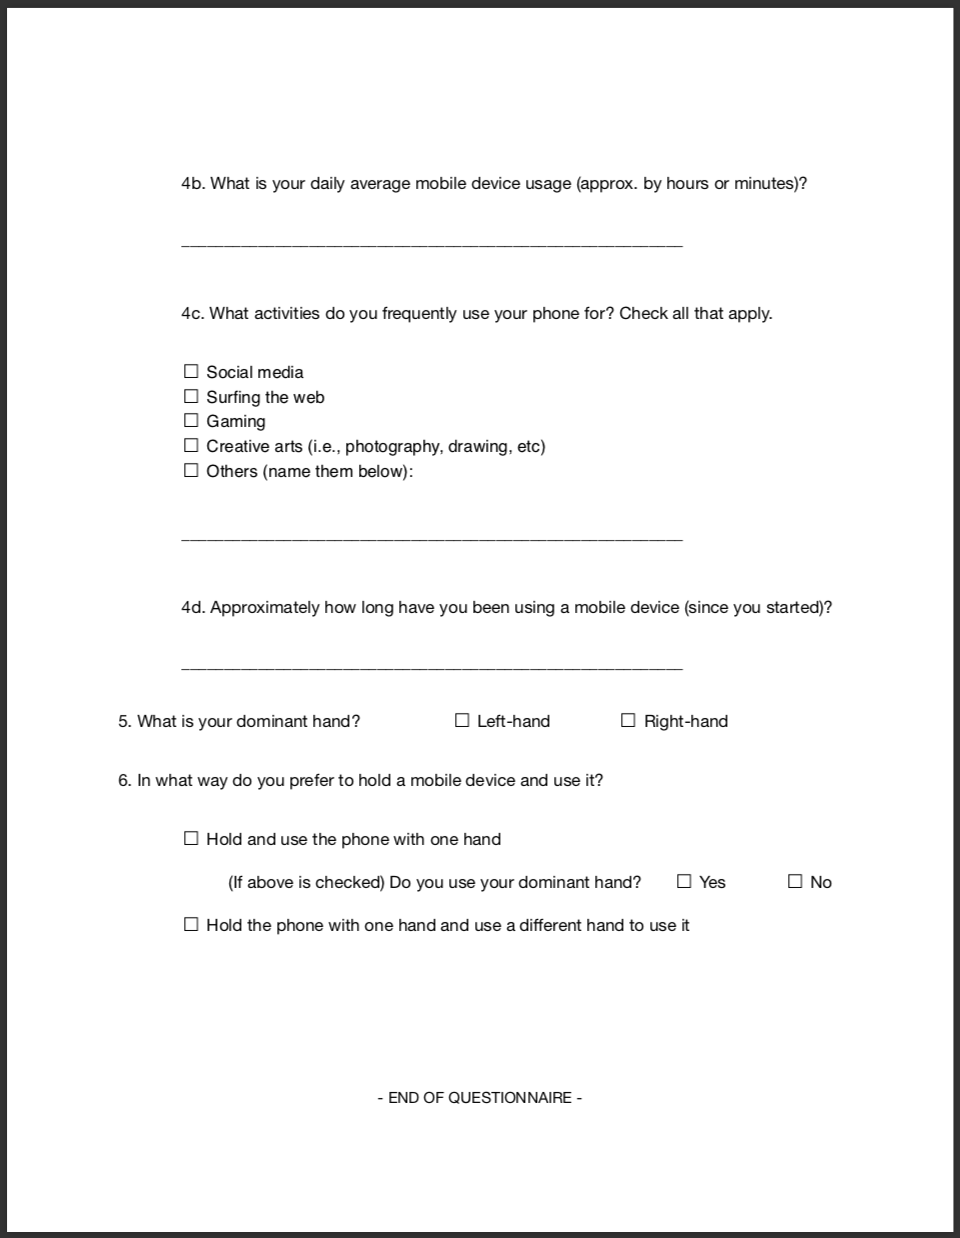 4b. What is your daily average mobile device usage (approx. by hours or minutes)?
___________________________________________________________
4c. What activities do you frequently use your phone for? Check all that apply.
☐ Social media
☐ Surfing the web
☐ Gaming
☐ Creative arts (i.e., photography, drawing, etc)
☐ Others (name them below):
___________________________________________________________
4d. Approximately how long have you been using a mobile device (since you started)?
___________________________________________________________
5. What is your dominant hand? ☐ Left-hand ☐ Right-hand
6. In what way do you prefer to hold a mobile device and use it?
☐ Hold and use the phone with one hand
(If above is checked) Do you use your dominant hand? ☐ Yes ☐ No
☐ Hold the phone with one hand and use a different hand to use it
- END OF QUESTIONNAIRE -